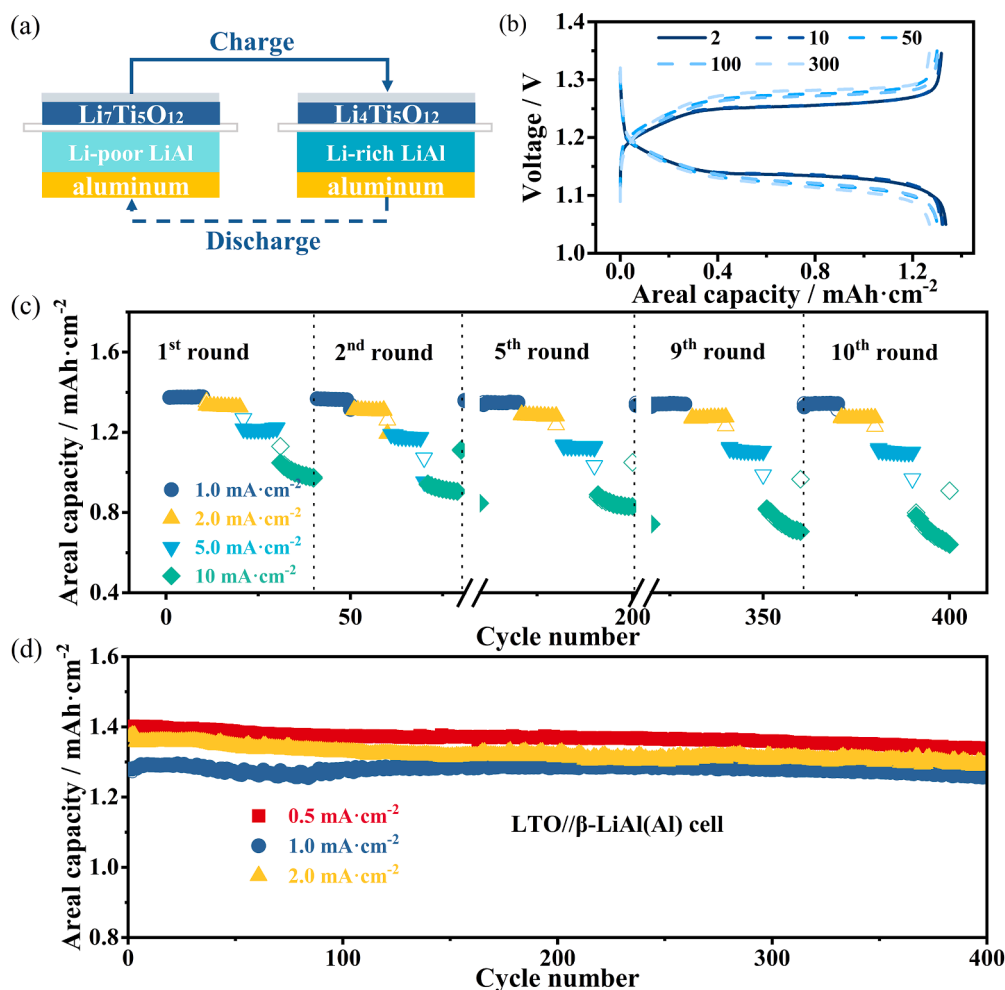 (a)
Charge
Li₇Ti₅O₁₂
Li₄Ti₅O₁₂
Li-poor LiAl
Li-rich LiAl
aluminum
aluminum
Discharge
(b)
2 10 50
100 300
1.4
1.3
1.2
1.1
1.0
Voltage / V
0.0 0.4 0.8 1.2
Areal capacity / mAh·cm⁻²
(c)
1.6
1.2
0.8
0.4
Areal capacity / mAh·cm⁻²
1ˢᵗ round 2ⁿᵈ round 5ᵗʰ round 9ᵗʰ round 10ᵗʰ round
1.0 mA·cm⁻²
2.0 mA·cm⁻²
5.0 mA·cm⁻²
10 mA·cm⁻²
0 50 200 350 400
Cycle number
(d)
1.6
1.4
1.2
1.0
0.8
Areal capacity / mAh·cm⁻²
0.5 mA·cm⁻²
1.0 mA·cm⁻²
2.0 mA·cm⁻²
LTO//β-LiAl(Al) cell
0 50 100 200 300 400
Cycle number